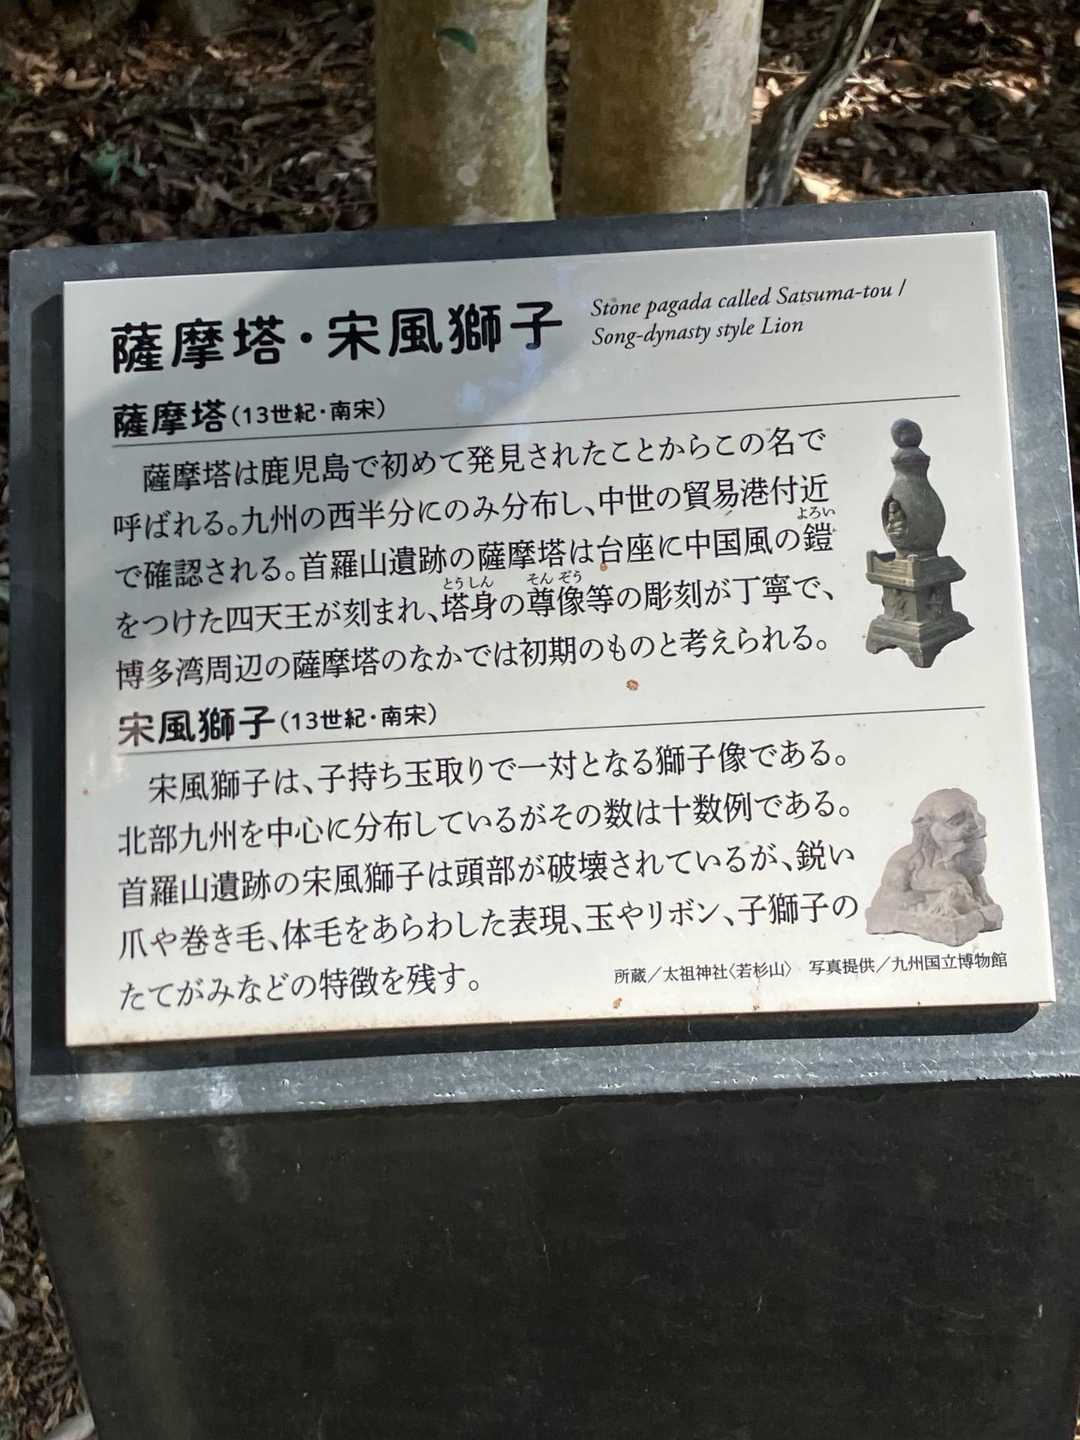 薩摩塔・宋風獅子
Stone pagada called Satsuma-tou /
Song-dynasty style Lion
薩摩塔(13世紀・南宋)
薩摩塔は鹿児島で初めて発見されたことからこの名で
呼ばれる。九州の西半分にのみ分布し、中世の貿易港付近
よろい
で確認される。首羅山遺跡の薩摩塔は台座に中国風の鎧
とうしん そんぞう
をつけた四天王が刻まれ、塔身の尊像等の彫刻が丁寧で、
博多湾周辺の薩摩塔のなかでは初期のものと考えられる。
宋風獅子(13世紀・南宋)
宋風獅子は、子持ち玉取りで一対となる獅子像である。
北部九州を中心に分布しているがその数は十数例である。
首羅山遺跡の宋風獅子は頭部が破壊されているが、鋭い
爪や巻き毛、体毛をあらわした表現、玉やリボン、子獅子の
たてがみなどの特徴を残す。
所蔵/太祖神社〈若杉山〉 写真提供/九州国立博物館